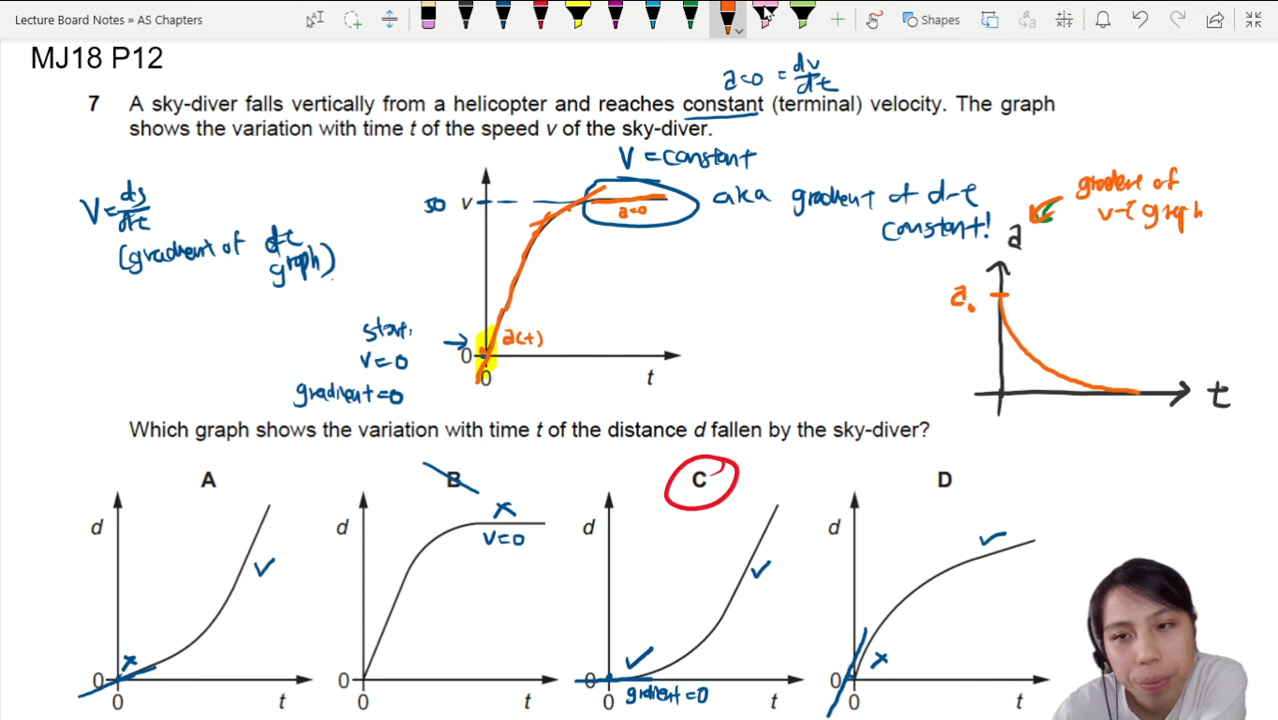 Lecture Board Notes » AS Chapters
Shapes
MJ18 P12
a=0 = dv/dt
7 A sky-diver falls vertically from a helicopter and reaches constant (terminal) velocity. The graph
shows the variation with time t of the speed v of the sky-diver.
V = constant
V = ds/dt
(gradient of dt
graph)
50 v
a=0
aka gradient of d-t
constant!
gradient of
v-t graph
a
a.
t
start,
v=0
gradient=0
0
a(t)
0
t
Which graph shows the variation with time t of the distance d fallen by the sky-diver?
A
B
C
D
d
d
x
v=0
d
d
x
0
0
0
0
x
0
t
0
t
0
gradient=0
t
0
t